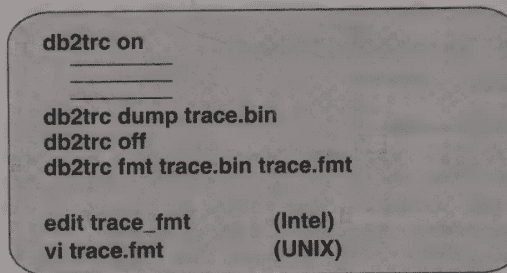 db2trc on
db2trc dump trace.bin
db2trc off
db2trc fmt trace.bin trace.fmt
edit trace_fmt (Intel)
vi trace.fmt (UNIX)